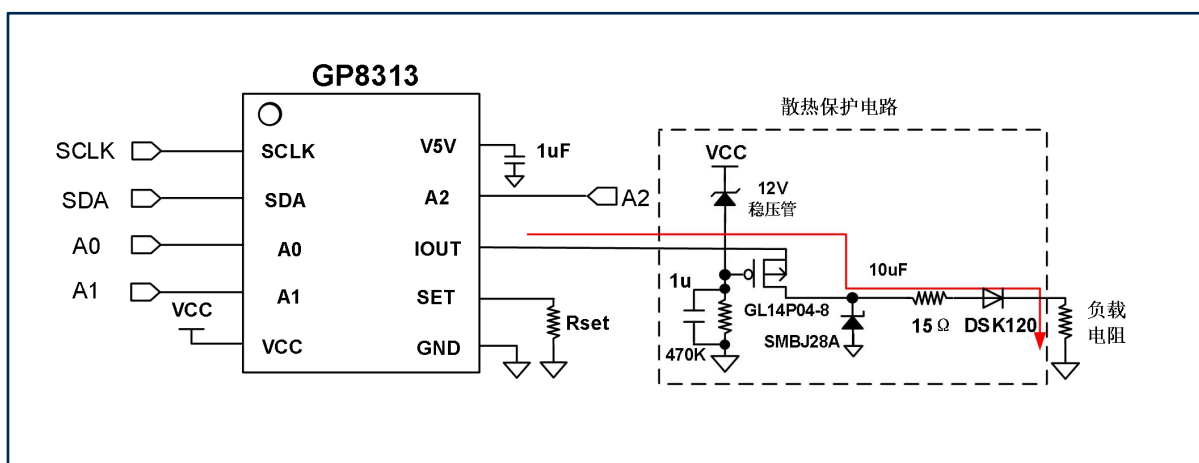 GP8313
散热保护电路
SCLK
SCLK
V5V
1uF
VCC
SDA
SDA
A2
A2
12V
稳压管
A0
A0
IOUT
A1
A1
SET
Rset
1u
10uF
GL14P04-8
VCC
VCC
GND
470K
SMBJ28A
15Ω
DSK120
负载
电阻